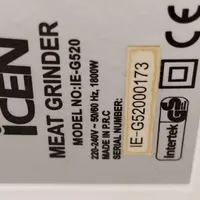 iCEN
MEAT GRINDER
MODEL NO:IE-G520
220-240V ~ 50/60 Hz, 1800W
MADE IN P.R.C
SERIAL NUMBER:
IE-G52000173
CE
Intertek
GS